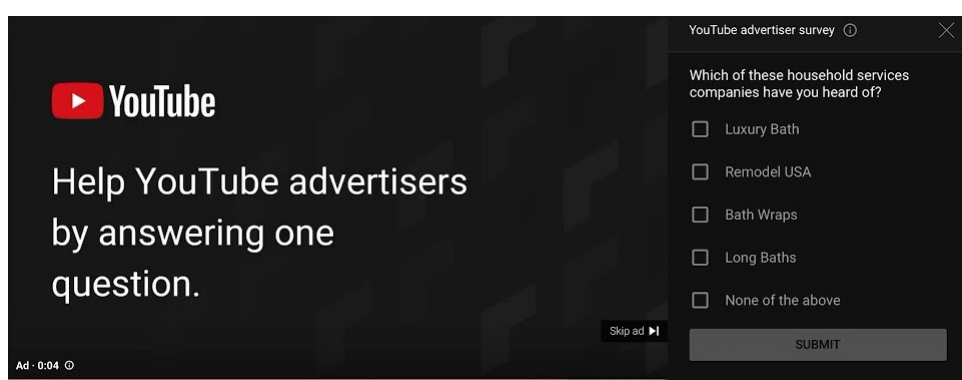 YouTube
Help YouTube advertisers
by answering one
question.
Skip ad
Ad · 0:04
YouTube advertiser survey
Which of these household services
companies have you heard of?
Luxury Bath
Remodel USA
Bath Wraps
Long Baths
None of the above
SUBMIT